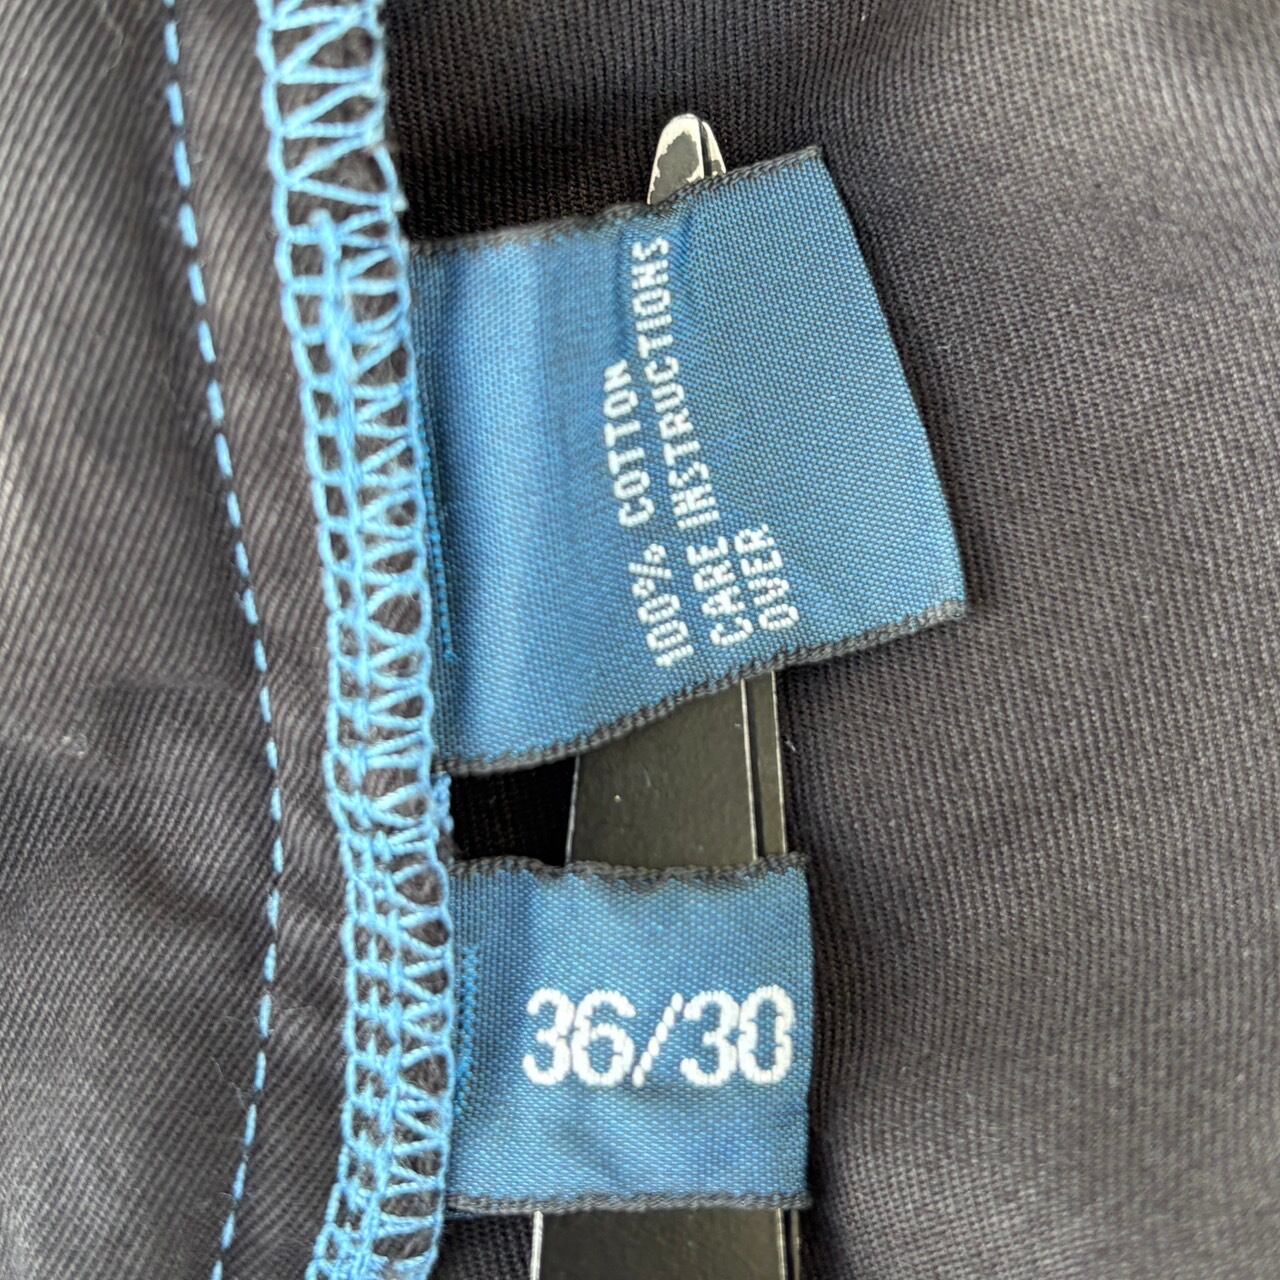 100% COTTON
CARE INSTRUCTIONS
OVER
36/30